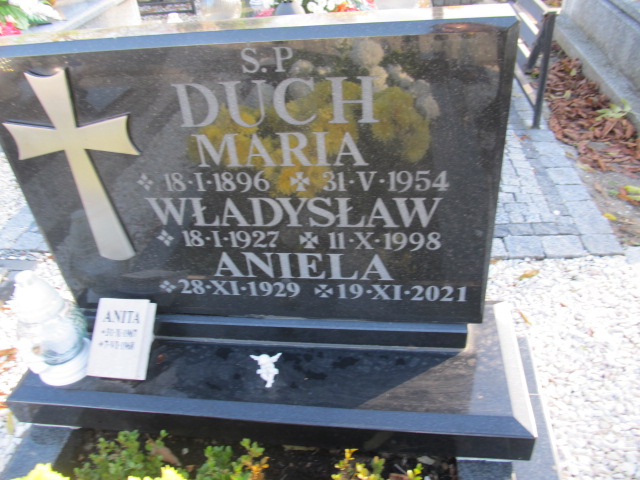 Ś.P
DUCH
MARIA
18·I·1896 31·V·1954
WŁADYSŁAW
18·I·1927 11·X·1998
ANIELA
28·XI·1929 19·XI·2021
ANITA